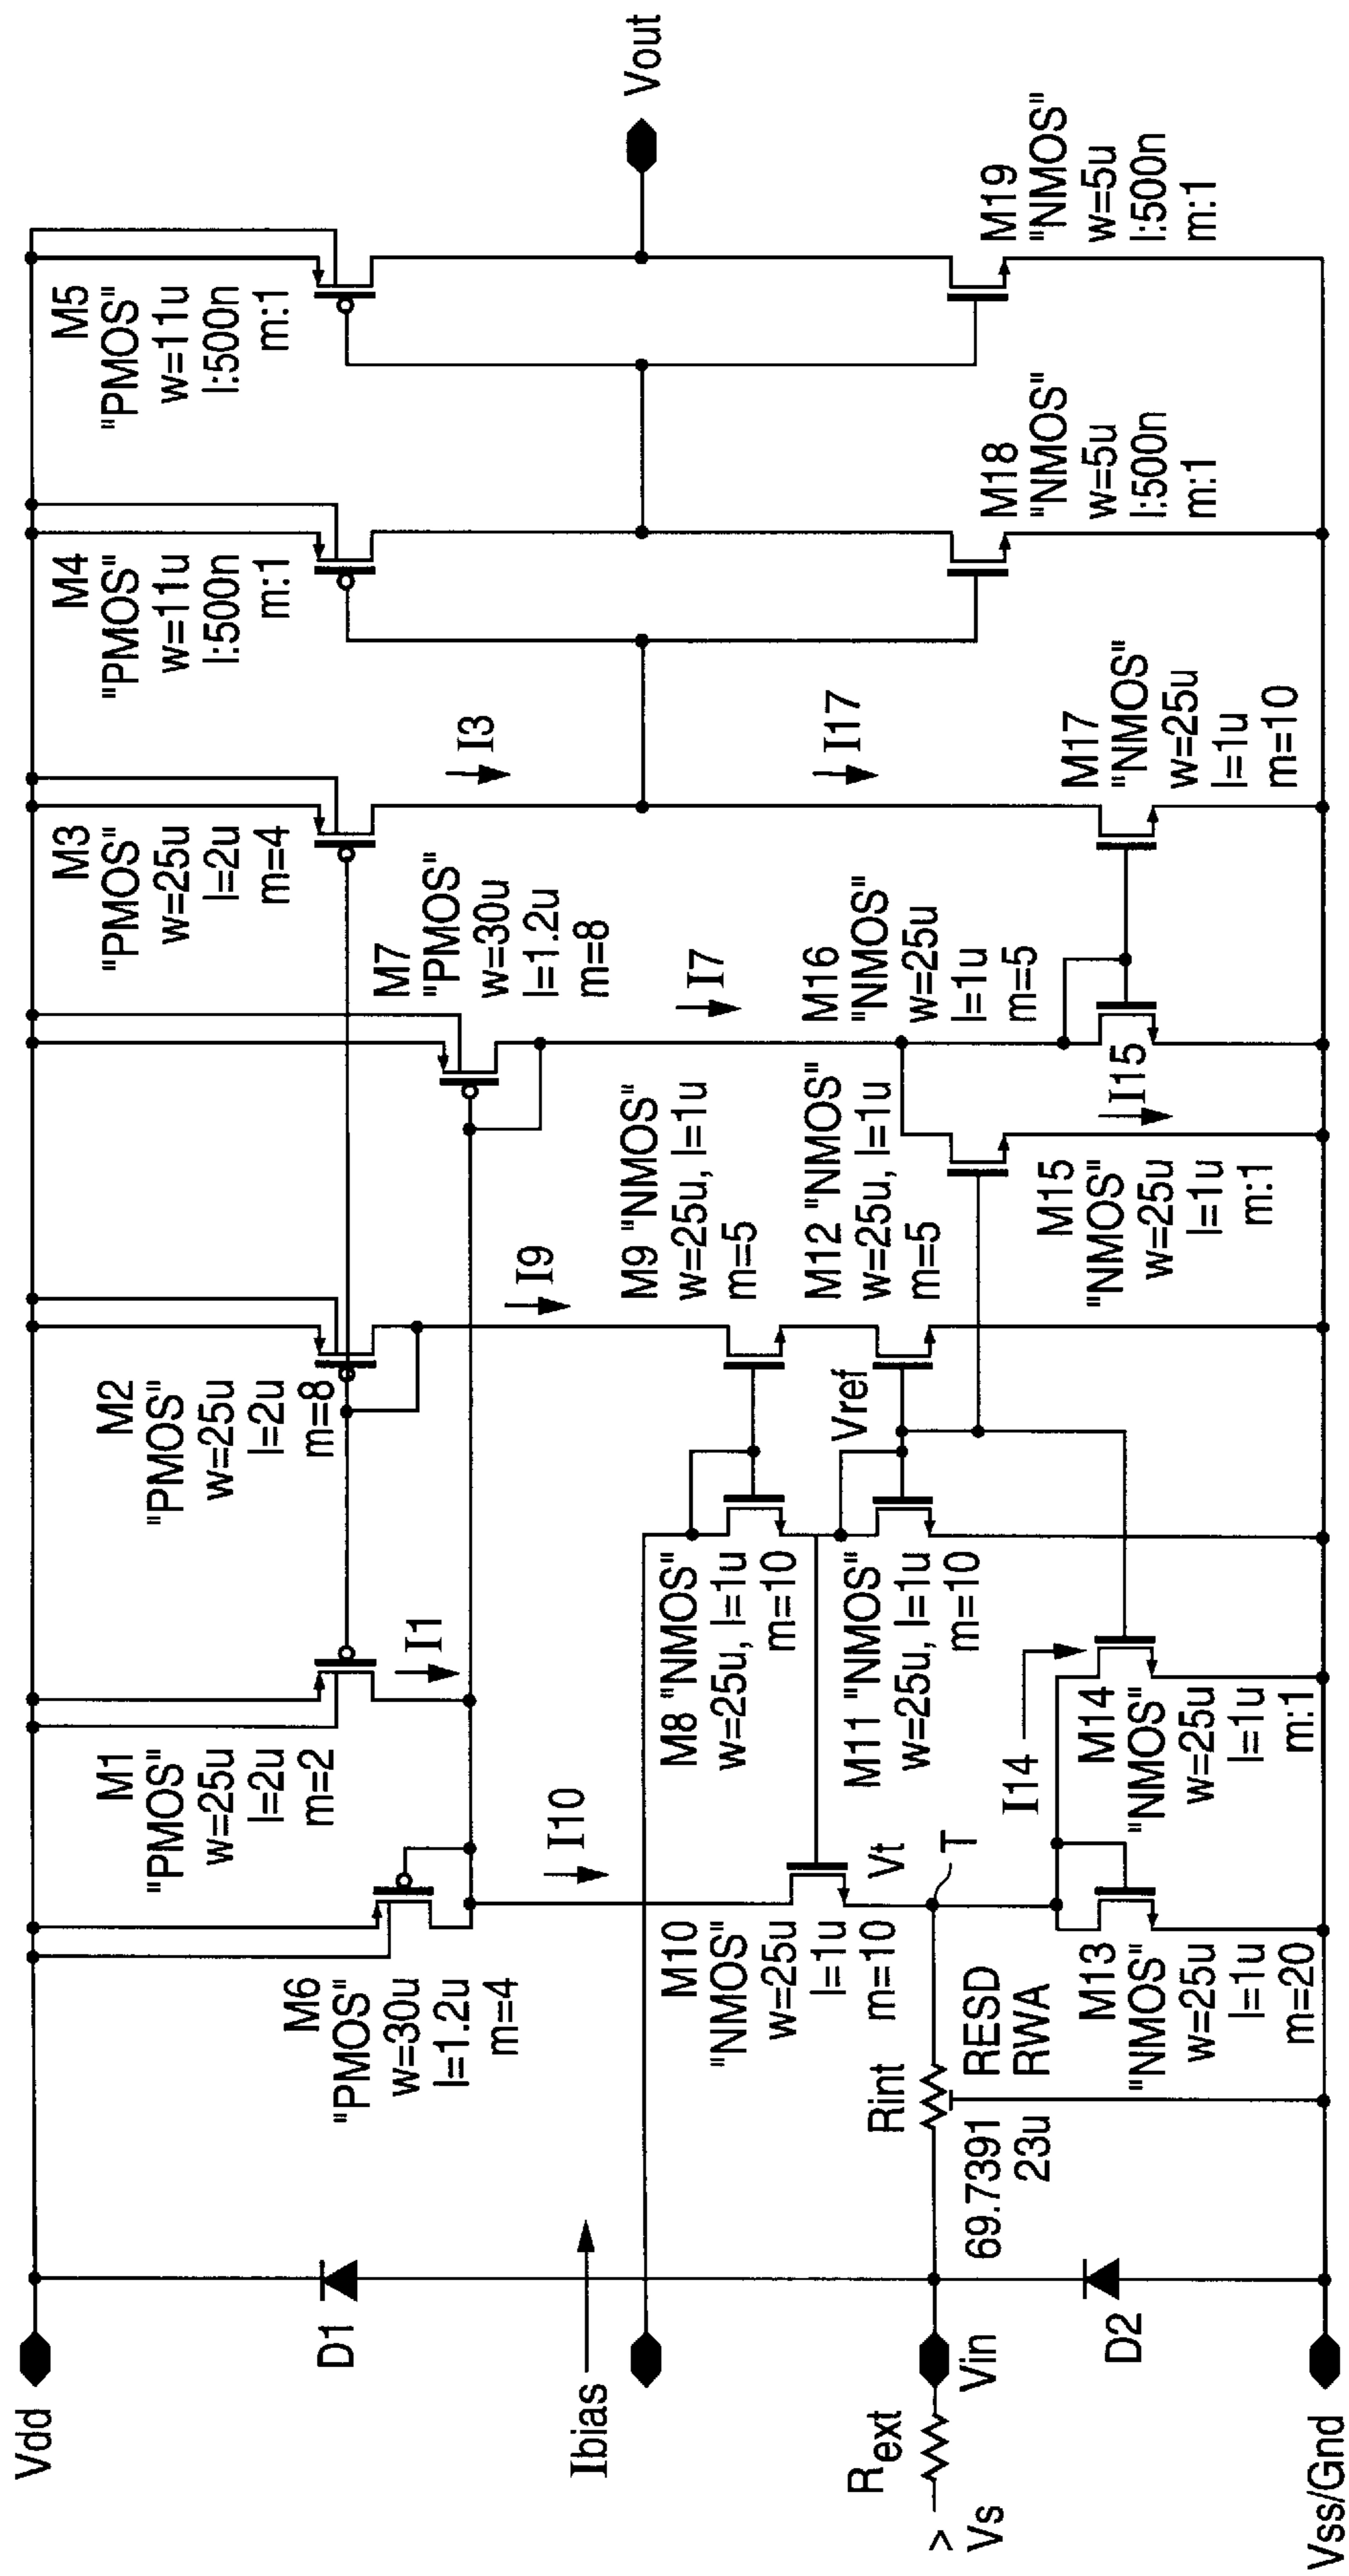 Vdd
D1
Ibias
Rext
Vs
Vin
D2
Vss/Gnd
M6
"PMOS"
w=30u
l=1.2u
m=4
M1
"PMOS"
w=25u
l=2u
m=2
I1
I10
M2
"PMOS"
w=25u
l=2u
m=8
I9
M3
"PMOS"
w=25u
l=2u
m=4
I3
M7
"PMOS"
w=30u
l=1.2u
m=8
I7
M4
"PMOS"
w=11u
l:500n
m:1
M5
"PMOS"
w=11u
l:500n
m:1
Vout
M8 "NMOS"
w=25u, l=1u
m=10
M9 "NMOS"
w=25u, l=1u
m=5
M11 "NMOS"
w=25u, l=1u
m=10
M12 "NMOS"
w=25u, l=1u
m=5
Vref
M10
"NMOS"
w=25u
l=1u
m=10
Vt
T
Rint
RESD
RWA
69.7391
23u
M13
"NMOS"
w=25u
l=1u
m=20
I14
M14
"NMOS"
w=25u
l=1u
m:1
M15
"NMOS"
w=25u
l=1u
m:1
I15
M16
"NMOS"
w=25u
l=1u
m=5
I17
M17
"NMOS"
w=25u
l=1u
m=10
M18
"NMOS"
w=5u
l:500n
m:1
M19
"NMOS"
w=5u
l:500n
m:1